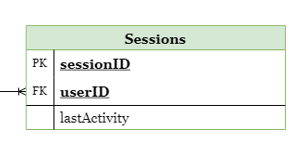 Sessions
PK sessionID
FK userID
lastActivity